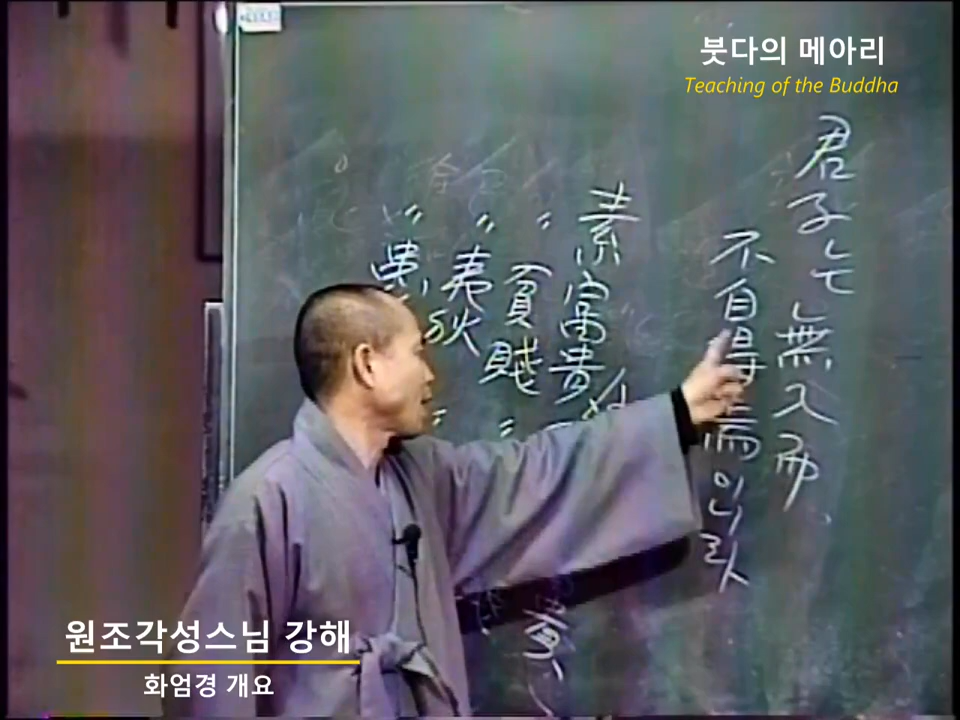 붓다의 메아리
Teaching of the Buddha
君子는 無入而
不自得焉이니라
素富貴
〃貧賤
〃夷狄
〃患
원조각성스님 강해
화엄경 개요